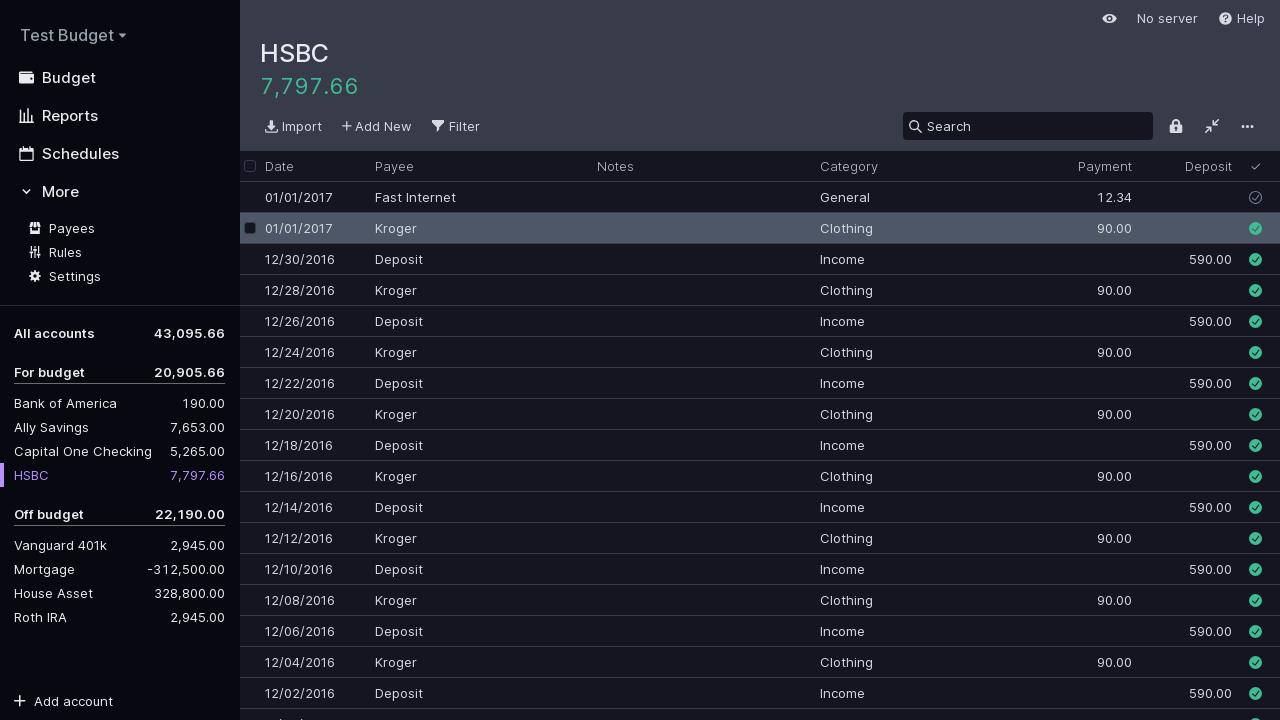 Test Budget
Budget
Reports
Schedules
More
Payees
Rules
Settings
All accounts 43,095.66
For budget 20,905.66
Bank of America 190.00
Ally Savings 7,653.00
Capital One Checking 5,265.00
HSBC 7,797.66
Off budget 22,190.00
Vanguard 401k 2,945.00
Mortgage -312,500.00
House Asset 328,800.00
Roth IRA 2,945.00
Add account
No server Help
HSBC
7,797.66
Import Add New Filter Search
Date Payee Notes Category Payment Deposit
01/01/2017 Fast Internet General 12.34
01/01/2017 Kroger Clothing 90.00
12/30/2016 Deposit Income 590.00
12/28/2016 Kroger Clothing 90.00
12/26/2016 Deposit Income 590.00
12/24/2016 Kroger Clothing 90.00
12/22/2016 Deposit Income 590.00
12/20/2016 Kroger Clothing 90.00
12/18/2016 Deposit Income 590.00
12/16/2016 Kroger Clothing 90.00
12/14/2016 Deposit Income 590.00
12/12/2016 Kroger Clothing 90.00
12/10/2016 Deposit Income 590.00
12/08/2016 Kroger Clothing 90.00
12/06/2016 Deposit Income 590.00
12/04/2016 Kroger Clothing 90.00
12/02/2016 Deposit Income 590.00